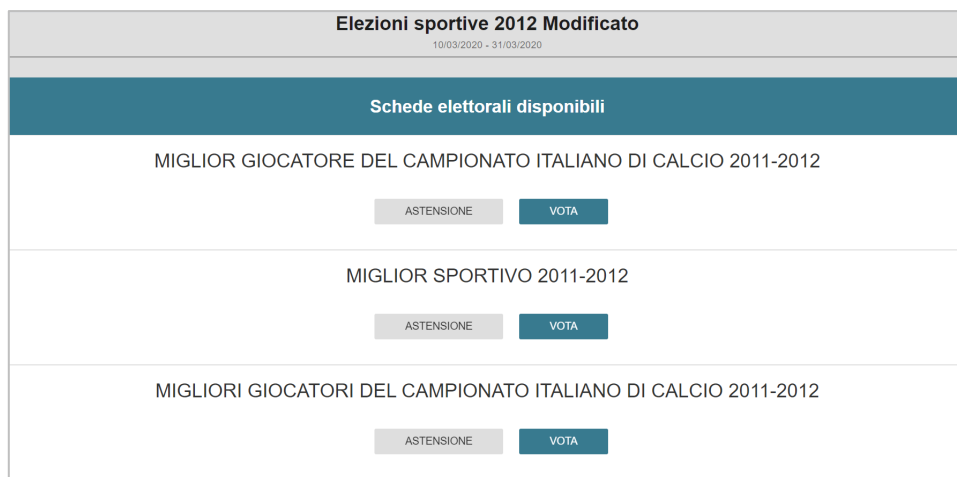 Elezioni sportive 2012 Modificato
10/03/2020 - 31/03/2020
Schede elettorali disponibili
MIGLIOR GIOCATORE DEL CAMPIONATO ITALIANO DI CALCIO 2011-2012
ASTENSIONE VOTA
MIGLIOR SPORTIVO 2011-2012
ASTENSIONE VOTA
MIGLIORI GIOCATORI DEL CAMPIONATO ITALIANO DI CALCIO 2011-2012
ASTENSIONE VOTA